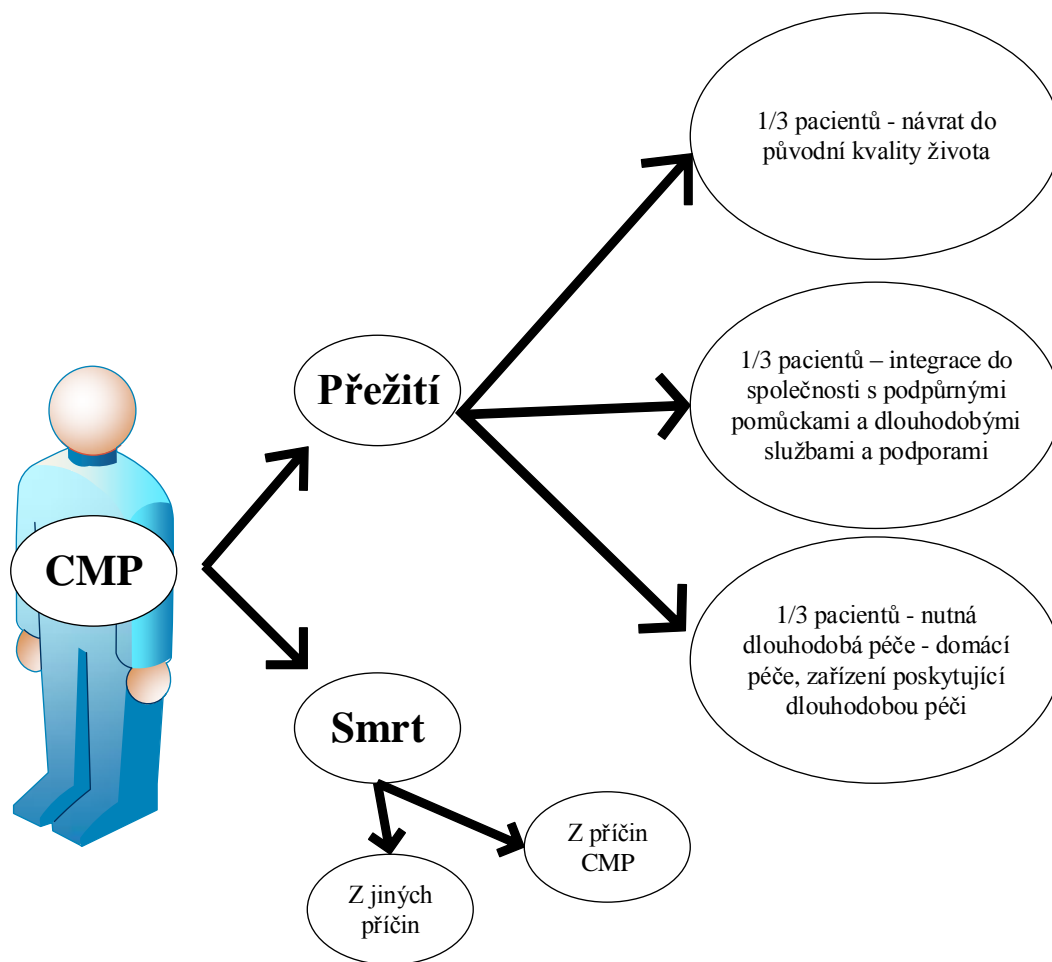 1/3 pacientů - návrat do
původní kvality života
Přežití
1/3 pacientů – integrace do
společnosti s podpůrnými
pomůckami a dlouhodobými
službami a podporami
CMP
1/3 pacientů - nutná
dlouhodobá péče - domácí
péče, zařízení poskytující
dlouhodobou péči
Smrt
Z příčin
CMP
Z jiných
příčin